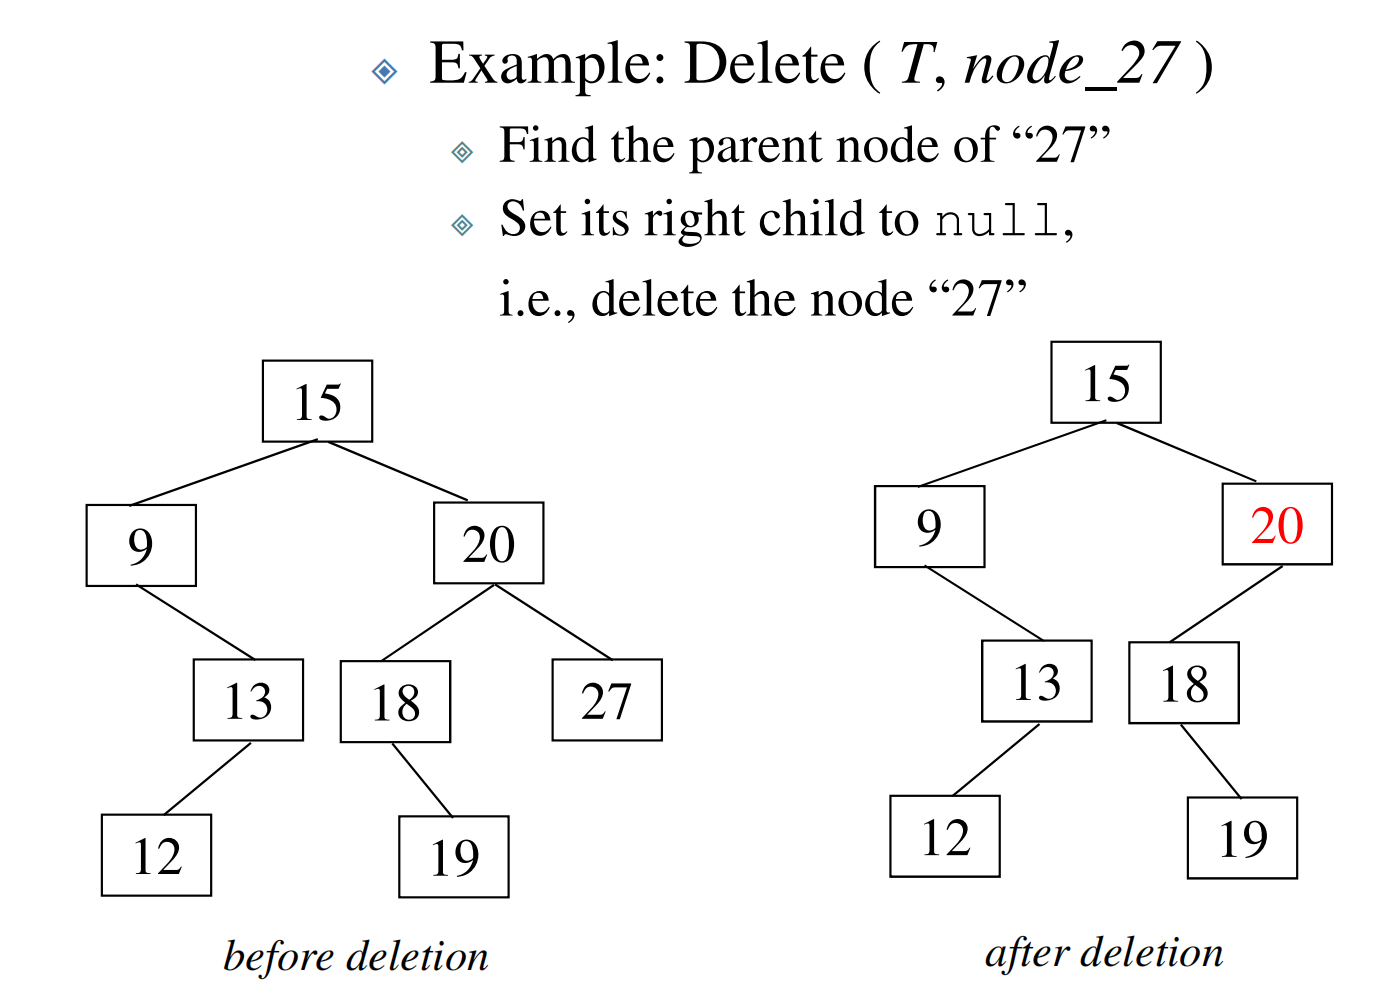 Example: Delete ( T, node_27 )
Find the parent node of “27”
Set its right child to null,
i.e., delete the node “27”
15
9
20
13
18
27
12
19
before deletion
15
9
20
13
18
12
19
after deletion